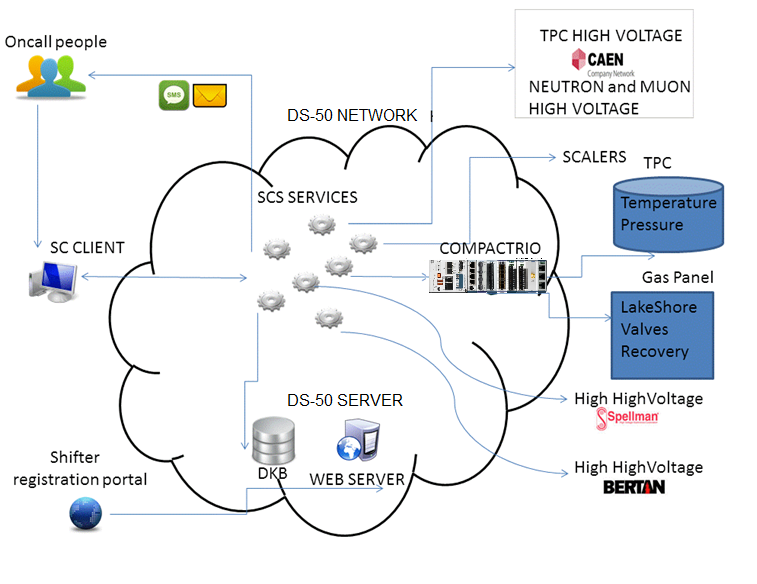 Oncall people
SMS
TPC HIGH VOLTAGE
CAEN
Company Network
NEUTRON and MUON
HIGH VOLTAGE
DS-50 NETWORK
SCALERS
TPC
SCS SERVICES
Temperature
Pressure
SC CLIENT
COMPACTRIO
Gas Panel
LakeShore
Valves
Recovery
DS-50 SERVER
High HighVoltage
Spellman
Shifter
registration portal
DKB
WEB SERVER
High HighVoltage
BERTAN